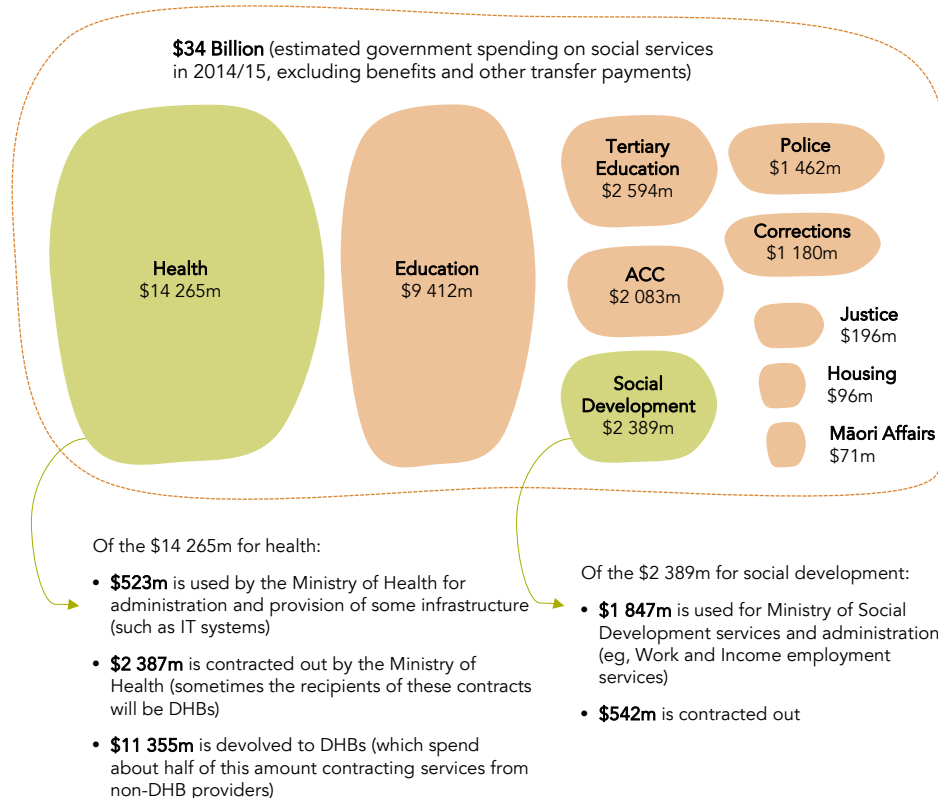 $34 Billion (estimated government spending on social services
in 2014/15, excluding benefits and other transfer payments)
Health
$14 265m
Education
$9 412m
Tertiary
Education
$2 594m
Police
$1 462m
Corrections
$1 180m
ACC
$2 083m
Justice
$196m
Social
Development
$2 389m
Housing
$96m
Māori Affairs
$71m
Of the $14 265m for health:
• $523m is used by the Ministry of Health for
administration and provision of some infrastructure
(such as IT systems)
• $2 387m is contracted out by the Ministry of
Health (sometimes the recipients of these contracts
will be DHBs)
• $11 355m is devolved to DHBs (which spend
about half of this amount contracting services from
non-DHB providers)
Of the $2 389m for social development:
• $1 847m is used for Ministry of Social
Development services and administration
(eg, Work and Income employment
services)
• $542m is contracted out